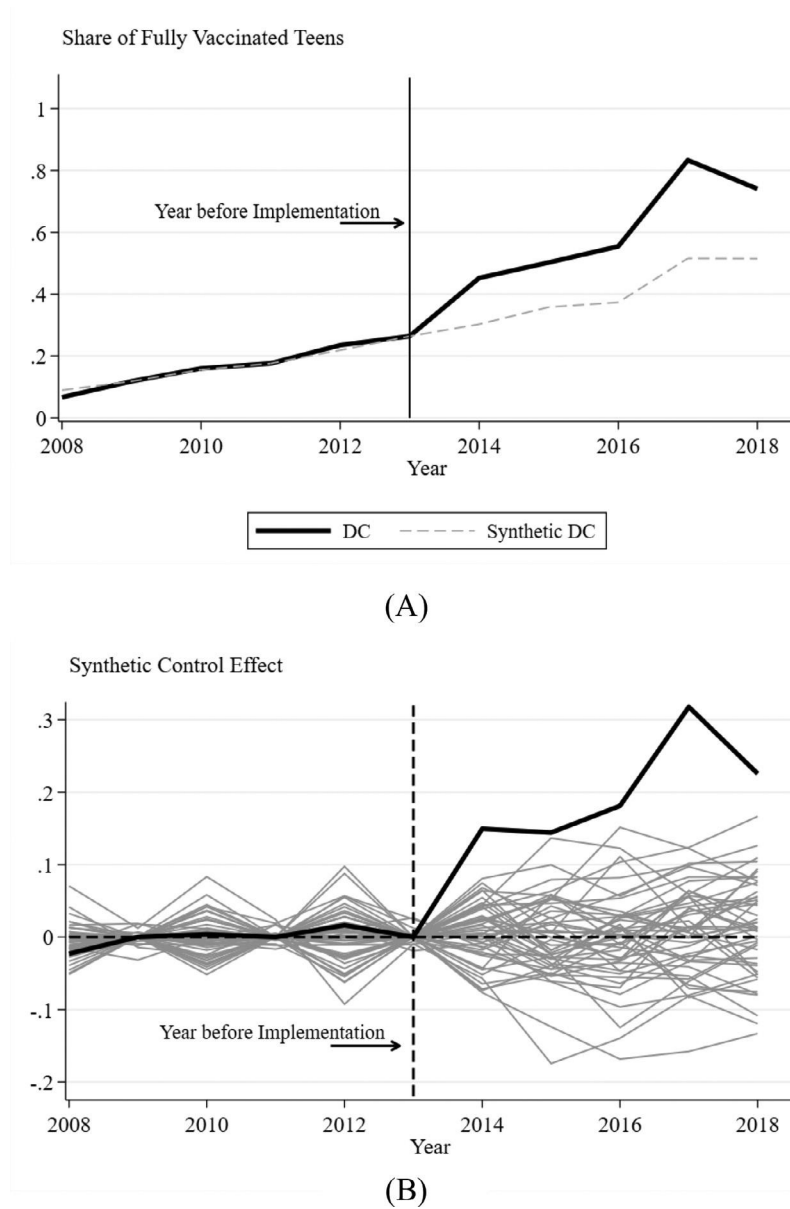 Share of Fully Vaccinated Teens
1
.8
Year before Implementation
.6
.4
.2
0
2008 2010 2012 2014 2016 2018
Year
DC Synthetic DC
(A)
Synthetic Control Effect
.3
.2
.1
0
-.1
Year before Implementation
-.2
2008 2010 2012 2014 2016 2018
Year
(B)